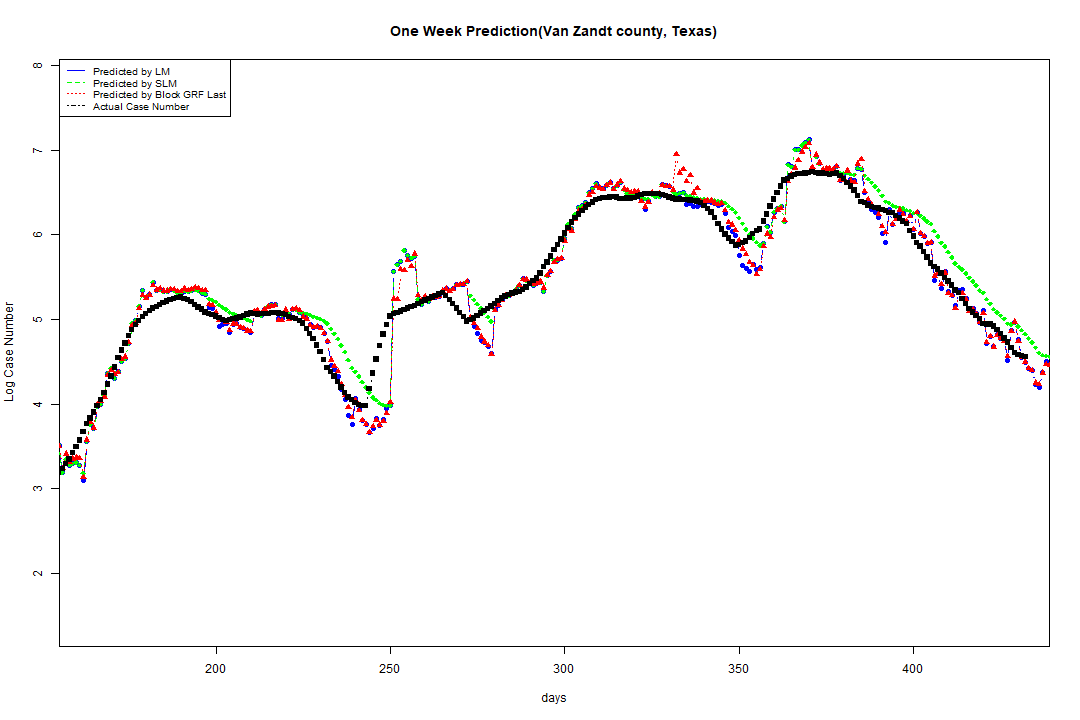 One Week Prediction(Van Zandt county, Texas)
Predicted by LM
Predicted by SLM
Predicted by Block GRF Last
Actual Case Number
8
7
6
5
4
3
2
Log Case Number
200 250 300 350 400
days